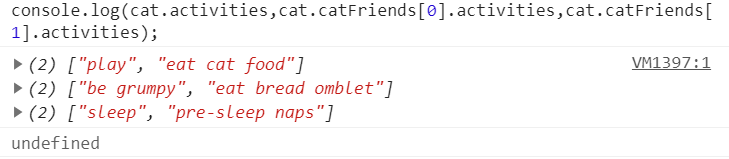 console.log(cat.activities,cat.catFriends[0].activities,cat.catFriends[
1].activities);
▶(2) ["play", "eat cat food"] VM1397:1
▶(2) ["be grumpy", "eat bread omblet"]
▶(2) ["sleep", "pre-sleep naps"]
undefined